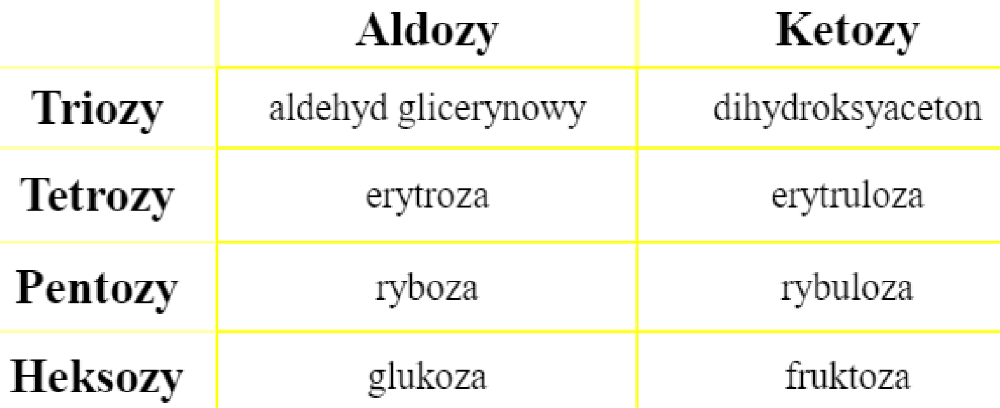 Aldozy Ketozy
Triozy aldehyd glicerynowy dihydroksyaceton
Tetrozy erytroza erytruloza
Pentozy ryboza rybuloza
Heksozy glukoza fruktoza